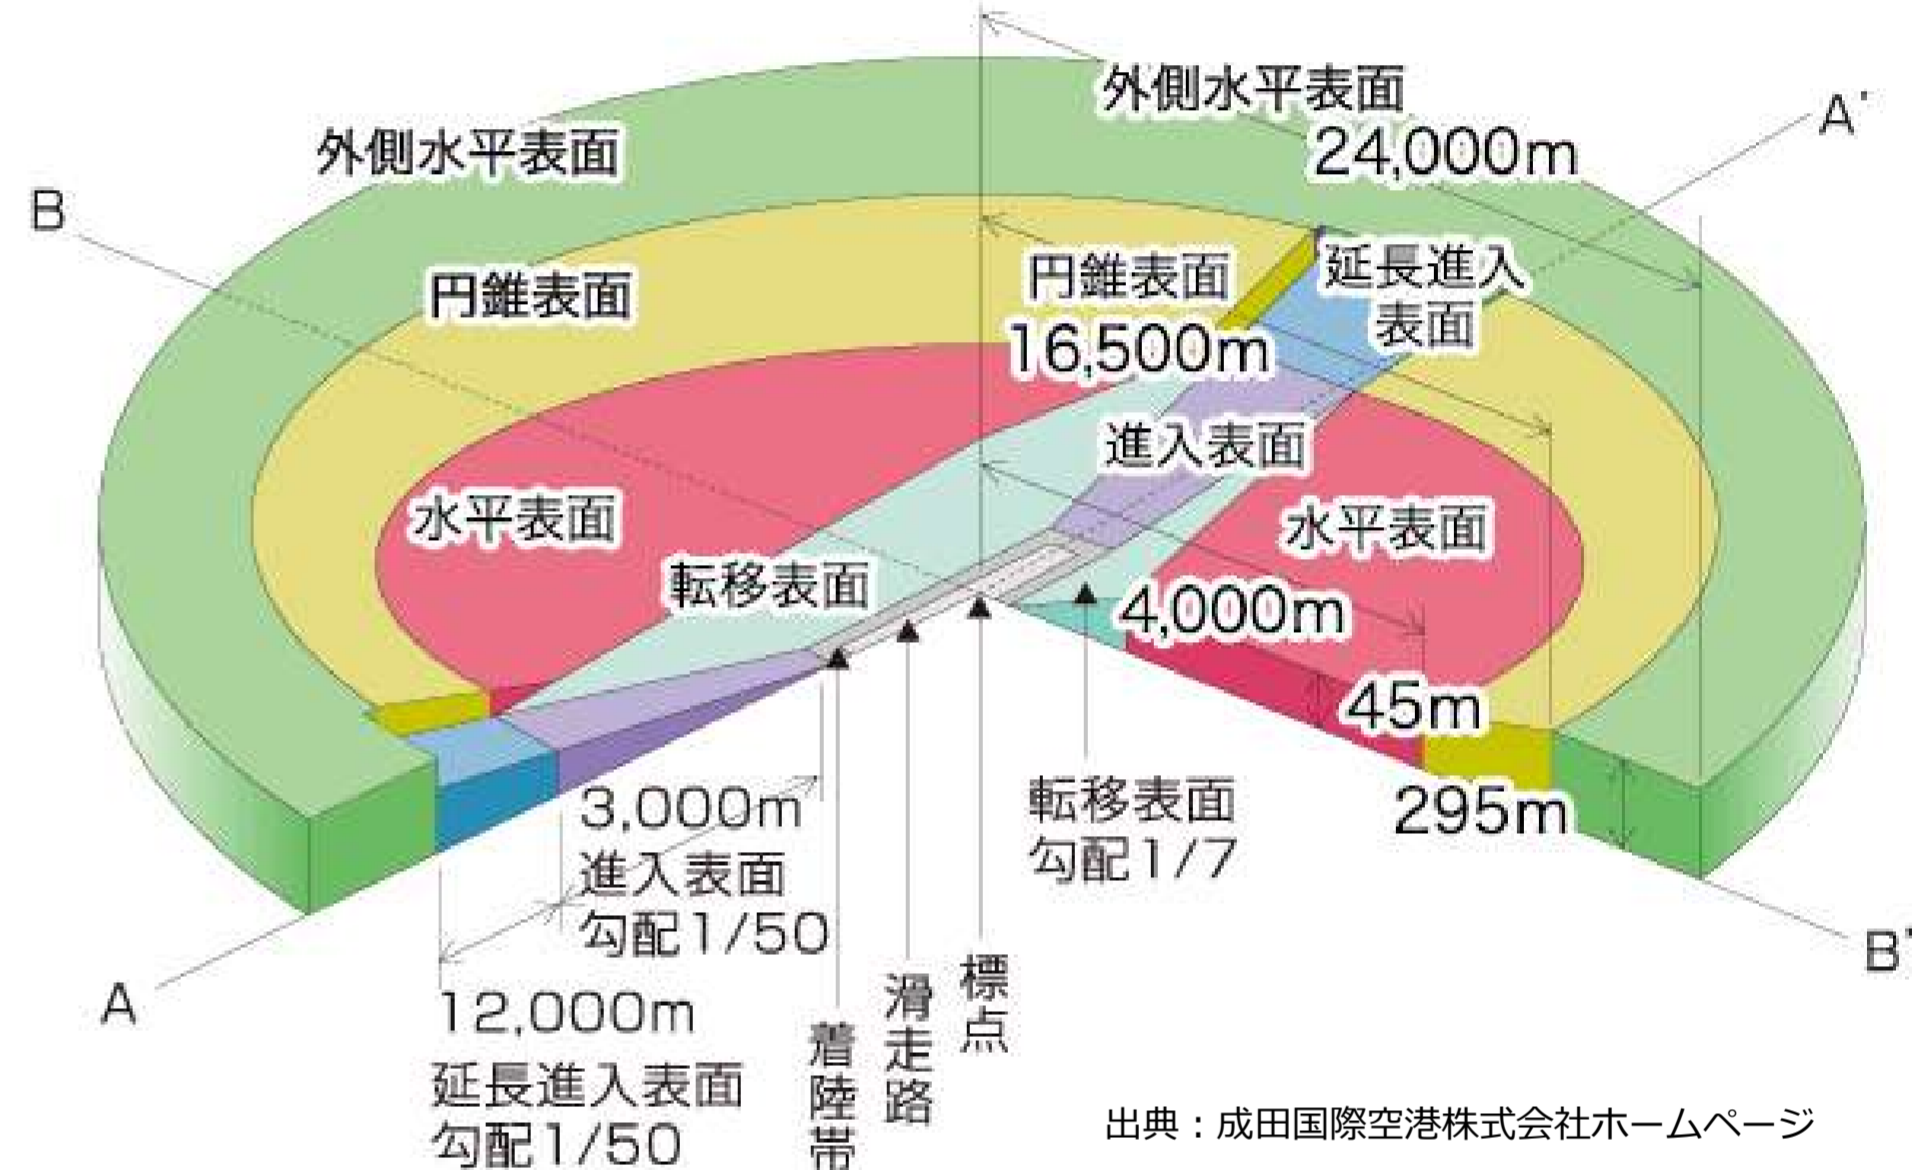 外側水平表面
24,000m
A'
外側水平表面
B
円錐表面
円錐表面
16,500m
延長進入
表面
進入表面
水平表面
水平表面
転移表面
4,000m
45m
295m
3,000m
進入表面
勾配1/50
転移表面
勾配1/7
A
B'
12,000m
延長進入表面
勾配1/50
着陸帯
滑走路
標点
出典：成田国際空港株式会社ホームページ